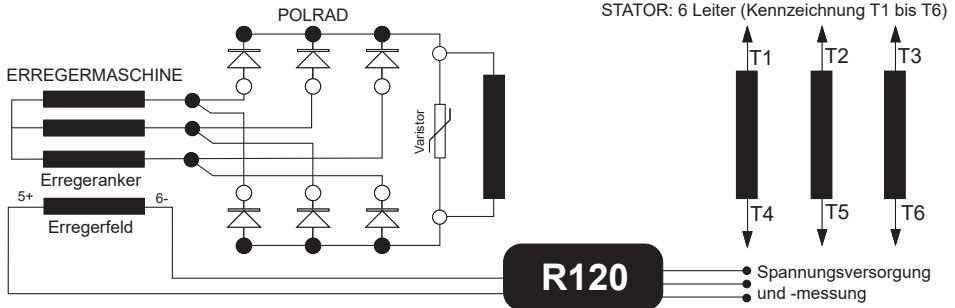 POLRAD
STATOR: 6 Leiter (Kennzeichnung T1 bis T6)
ERREGERMASCHINE
T1
T2
T3
Varistor
Erregeranker
5+
6-
Erregerfeld
T4
T5
T6
R120
Spannungsversorgung
und -messung